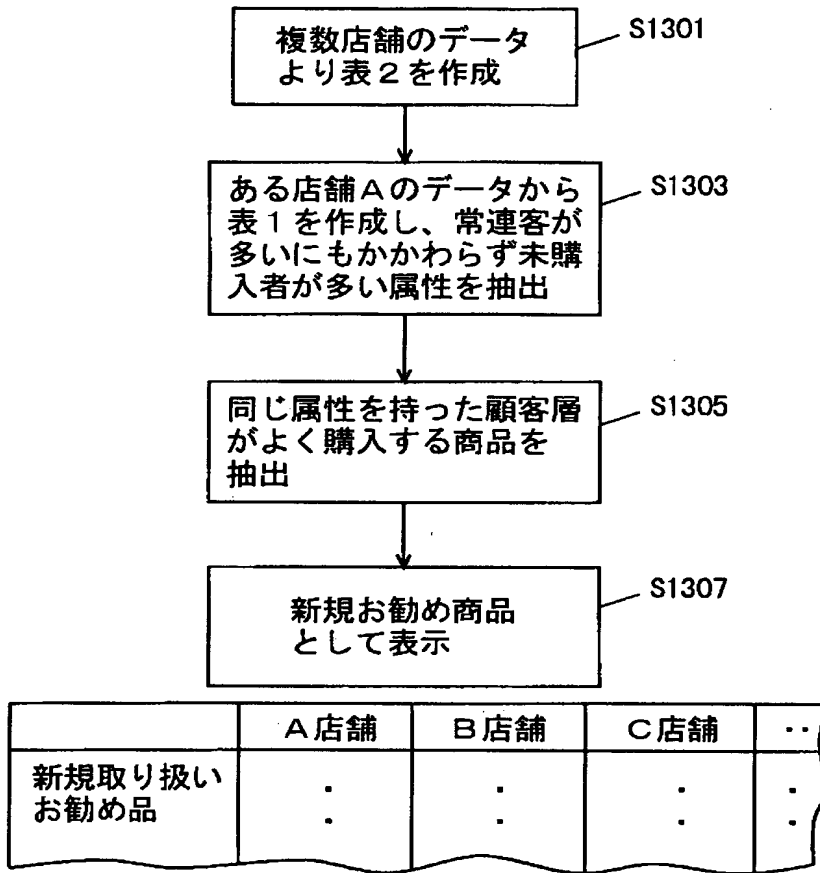 複数店舗のデータ
より表2を作成
S1301
ある店舗Aのデータから
表1を作成し、常連客が
多いにもかかわらず未購
入者が多い属性を抽出
S1303
同じ属性を持った顧客層
がよく購入する商品を
抽出
S1305
新規お勧め商品
として表示
S1307
A店舗 B店舗 C店舗 ‥
新規取り扱い
お勧め品